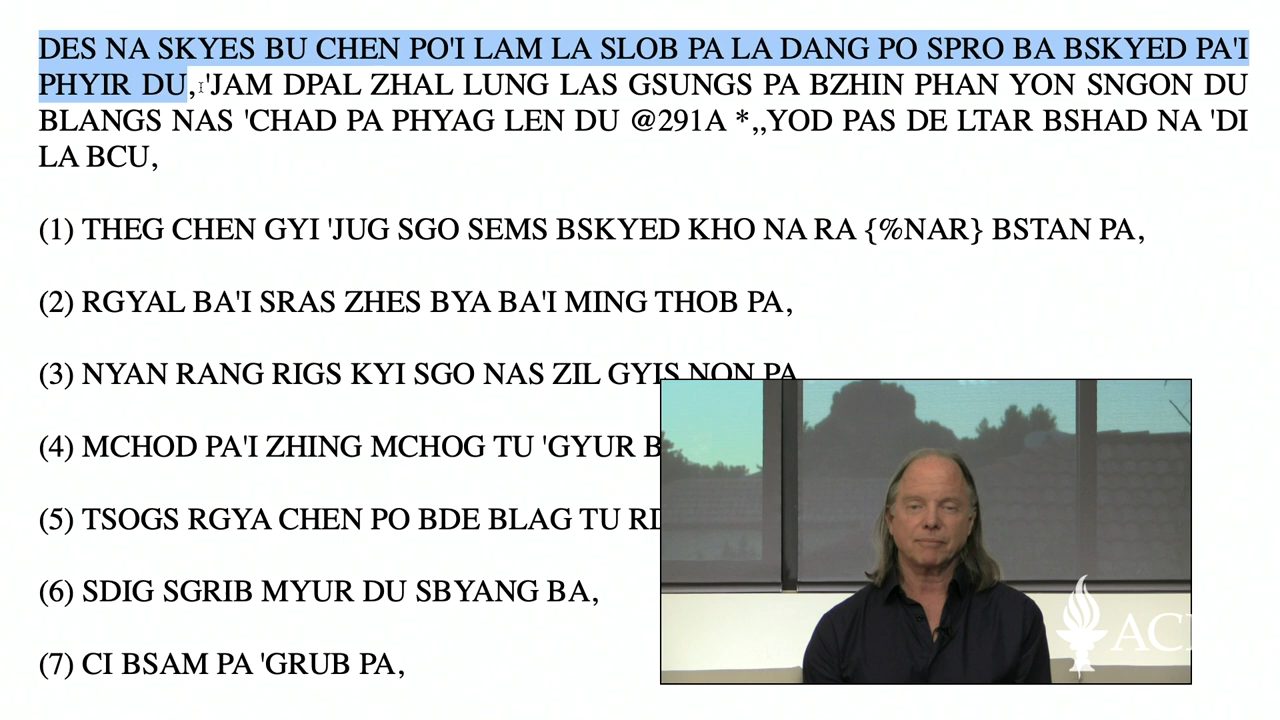 DES NA SKYES BU CHEN PO'I LAM LA SLOB PA LA DANG PO SPRO BA BSKYED PA'I
PHYIR DU, 'JAM DPAL ZHAL LUNG LAS GSUNGS PA BZHIN PHAN YON SNGON DU
BLANGS NAS 'CHAD PA PHYAG LEN DU @291A *,,YOD PAS DE LTAR BSHAD NA 'DI
LA BCU,
(1) THEG CHEN GYI 'JUG SGO SEMS BSKYED KHO NA RA {%NAR} BSTAN PA,
(2) RGYAL BA'I SRAS ZHES BYA BA'I MING THOB PA,
(3) NYAN RANG RIGS KYI SGO NAS ZIL GYIS NON PA
(4) MCHOD PA'I ZHING MCHOG TU 'GYUR B
(5) TSOGS RGYA CHEN PO BDE BLAG TU
(6) SDIG SGRIB MYUR DU SBYANG BA,
(7) CI BSAM PA 'GRUB PA,